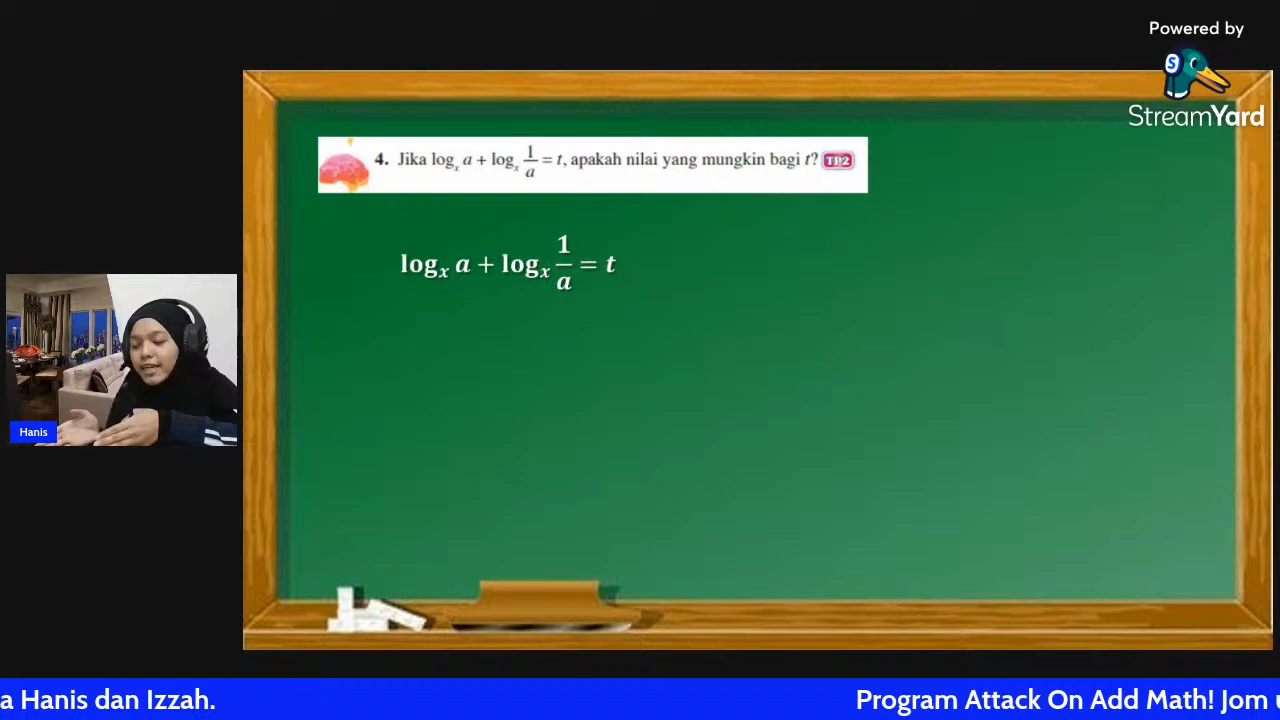 Powered by
StreamYard
4. Jika logₓ a + logₓ 1/a = t, apakah nilai yang mungkin bagi t? TP2
logₓ a + logₓ 1/a = t
Hanis
a Hanis dan Izzah.
Program Attack On Add Math! Jom u